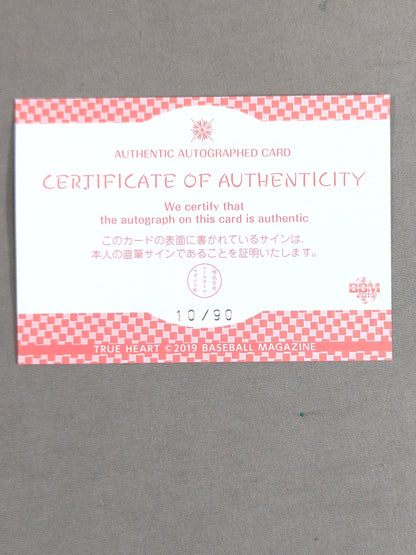 AUTHENTIC AUTOGRAPHED CARD
CERTIFICATE OF AUTHENTICITY
We certify that
the autograph on this card is authentic
このカードの表面に書かれているサインは、
本人の直筆サインであることを証明いたします。
BBM
2019
10/90
TRUE HEART ©2019 BASEBALL MAGAZINE